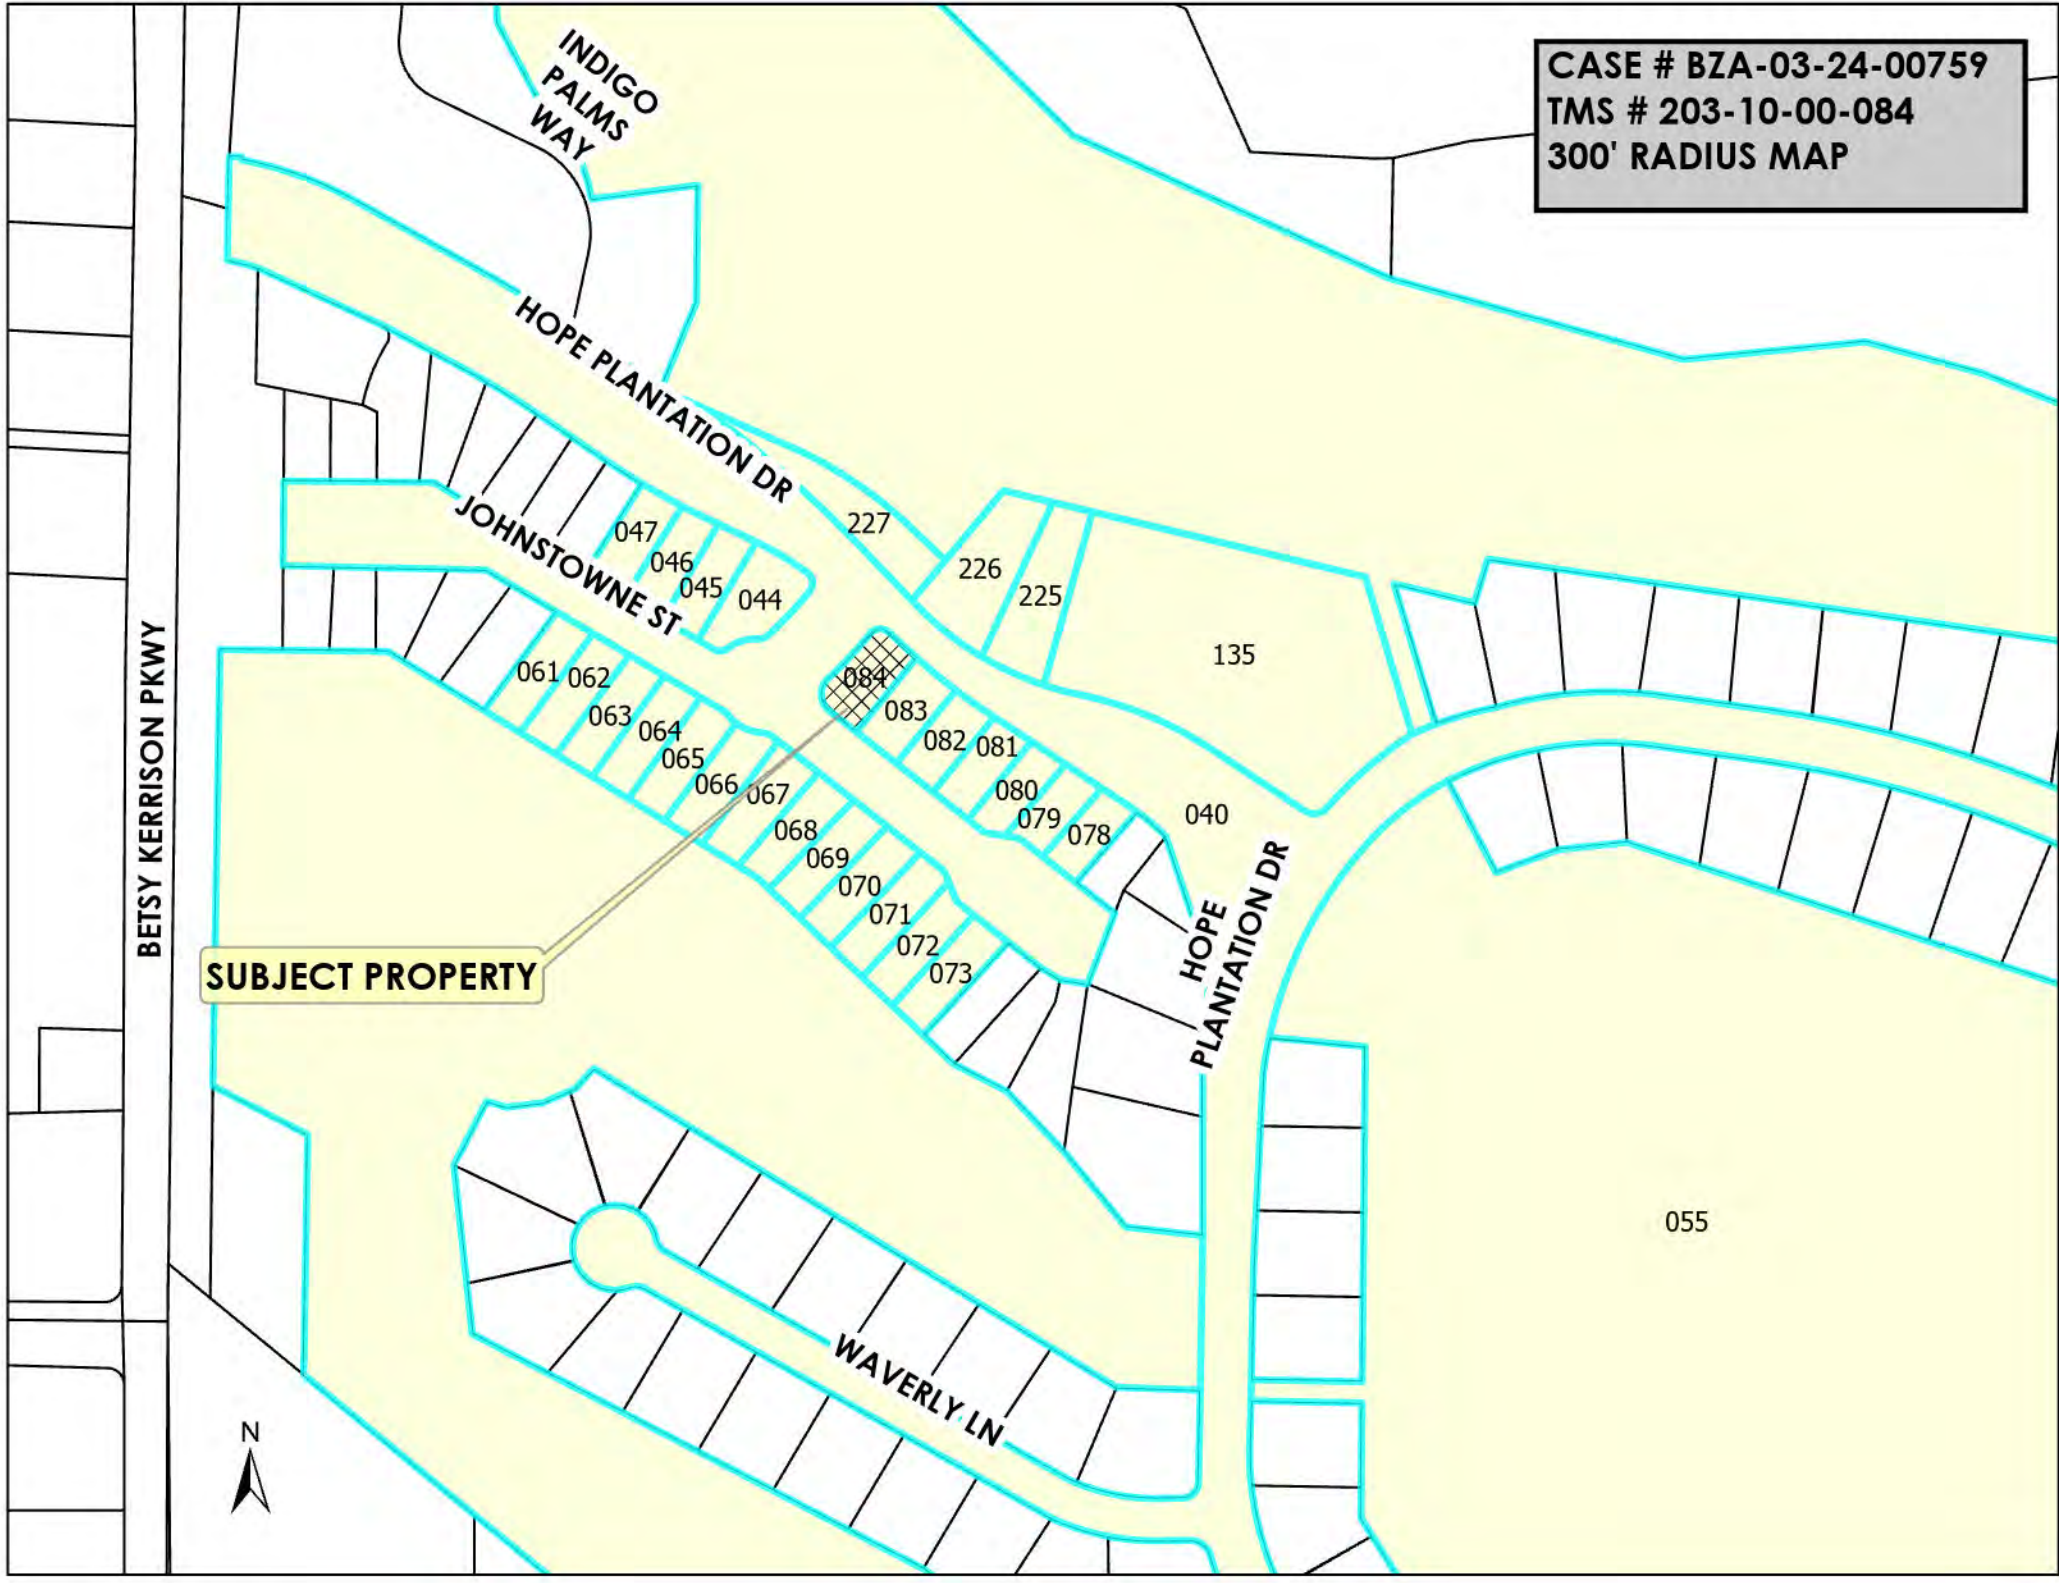 CASE # BZA-03-24-00759
TMS # 203-10-00-084
300' RADIUS MAP
INDIGO
PALMS
WAY
HOPE PLANTATION DR
JOHNSTOWNE ST
BETSY KERRISON PKWY
047
046
045
044
227
226
225
135
084
083
082
081
080
079
078
040
061
062
063
064
065
066
067
068
069
070
071
072
073
HOPE
PLANTATION DR
SUBJECT PROPERTY
055
WAVERLY LN
N